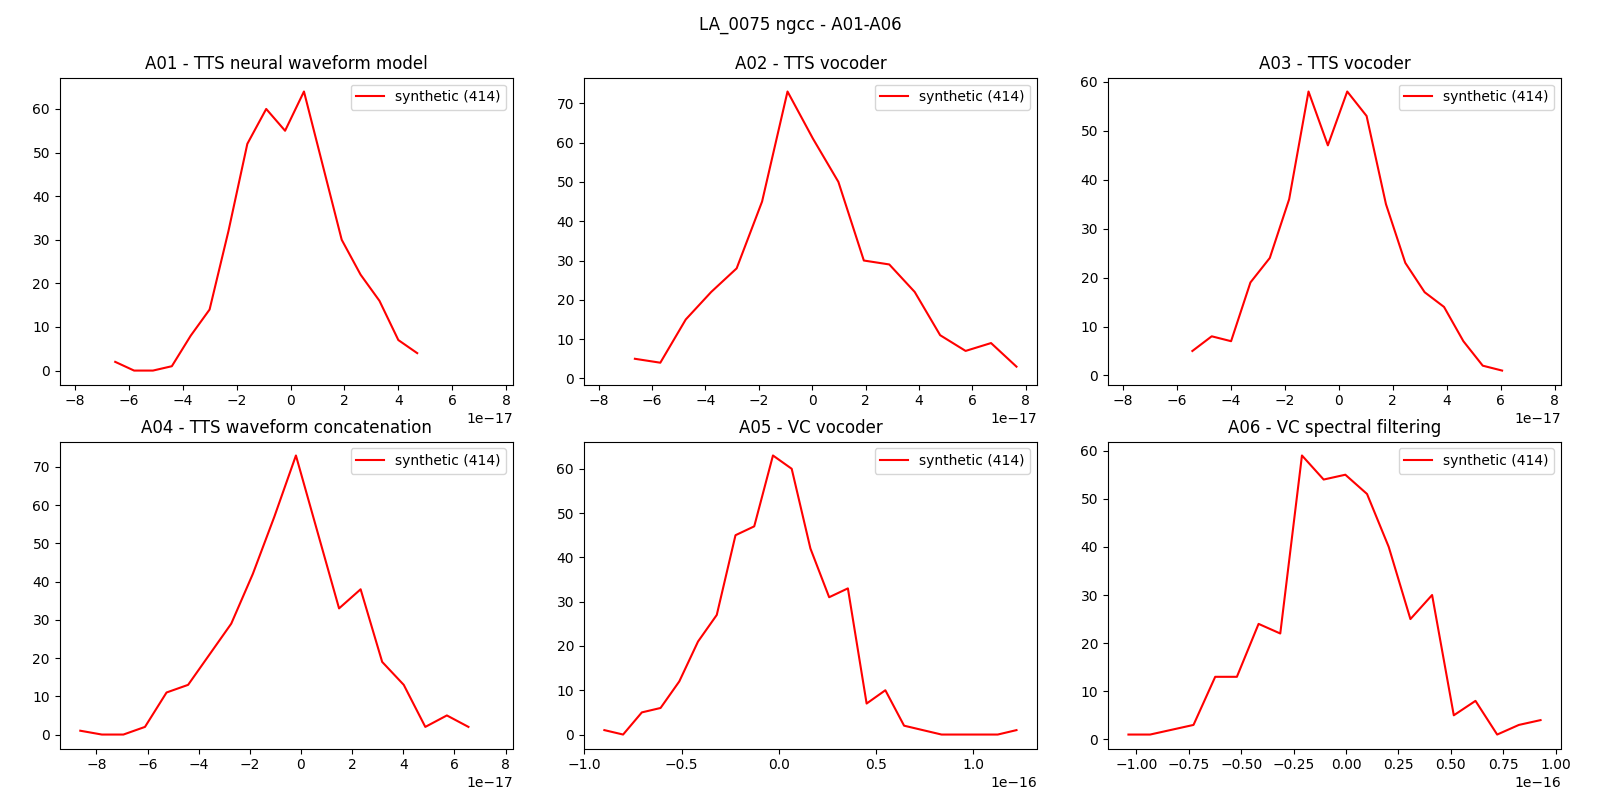 LA_0075 ngcc - A01-A06
A01 - TTS neural waveform model
synthetic (414)
60
50
40
30
20
10
0
−8 −6 −4 −2 0 2 4 6 8
1e−17
A02 - TTS vocoder
synthetic (414)
70
60
50
40
30
20
10
0
−8 −6 −4 −2 0 2 4 6 8
1e−17
A03 - TTS vocoder
synthetic (414)
60
50
40
30
20
10
0
−8 −6 −4 −2 0 2 4 6 8
1e−17
A04 - TTS waveform concatenation
synthetic (414)
70
60
50
40
30
20
10
0
−8 −6 −4 −2 0 2 4 6 8
1e−17
A05 - VC vocoder
synthetic (414)
60
50
40
30
20
10
0
−1.0 −0.5 0.0 0.5 1.0
1e−16
A06 - VC spectral filtering
synthetic (414)
60
50
40
30
20
10
0
−1.00 −0.75 −0.50 −0.25 0.00 0.25 0.50 0.75 1.00
1e−16